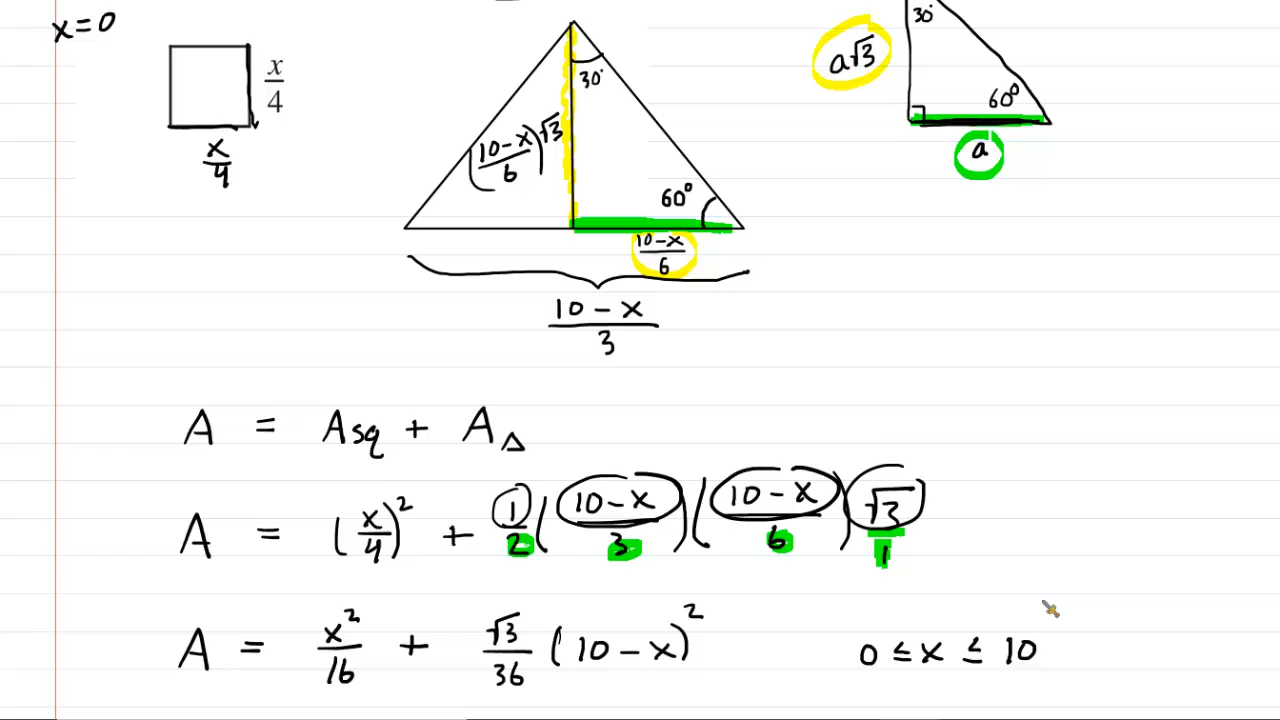 x=0
x/4
x/4
30°
((10-x)/6)√3
60°
(10-x)/6
(10-x)/3
30°
a√3
60°
a
A = Asq + A△
A = (x/4)² + 1/2 ((10-x)/3) ((10-x)/6) √3/1
A = x²/16 + √3/36 (10-x)² 0 ≤ x ≤ 10